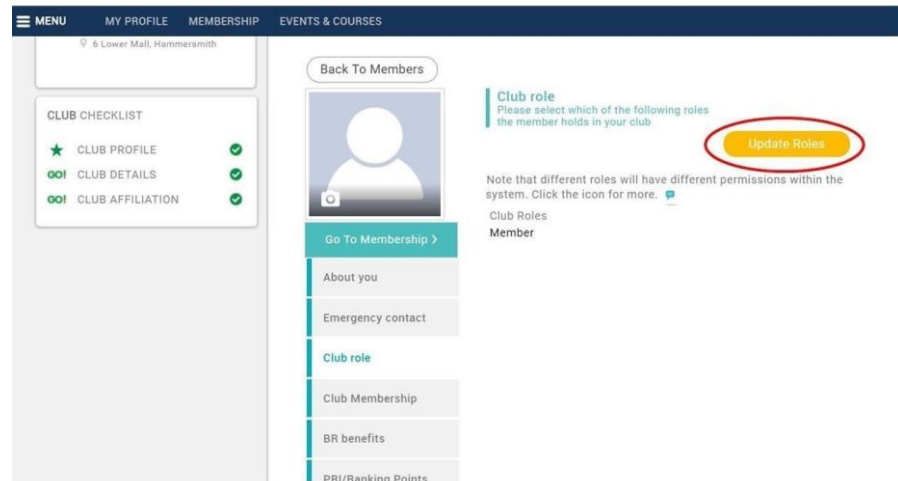 MENU MY PROFILE MEMBERSHIP EVENTS & COURSES
6 Lower Mall, Hammersmith
CLUB CHECKLIST
CLUB PROFILE
GO! CLUB DETAILS
GO! CLUB AFFILIATION
Back To Members
Go To Membership >
About you
Emergency contact
Club role
Club Membership
BR benefits
PRI/Ranking Points
Club role
Please select which of the following roles
the member holds in your club
Update Roles
Note that different roles will have different permissions within the
system. Click the icon for more.
Club Roles
Member